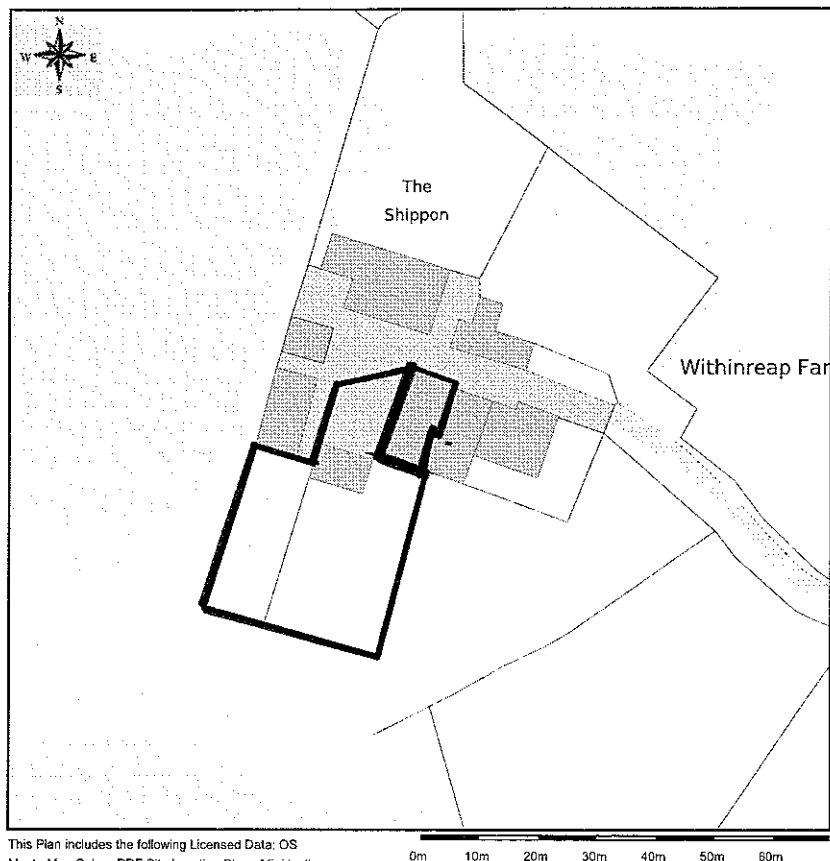 N
W E
S
The
Shippon
Withinreap Far
This Plan includes the following Licensed Data: OS
0m 10m 20m 30m 40m 50m 60m